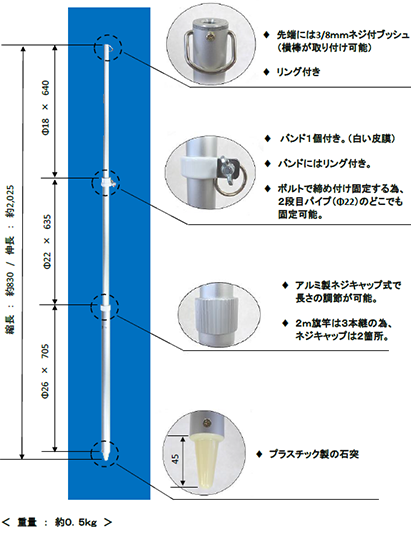 ◆ 先端には3/8mmネジ付ブッシュ
(横棒が取り付け可能)
◆ リング付き
Φ18 × 640
◆ バンド1個付き。(白い皮膜)
◆ バンドにはリング付き。
◆ ボルトで締め付け固定する為、
2段目パイプ(Φ22)のどこでも
固定可能。
Φ22 × 635
縮長 : 約830 / 伸長 : 約2,025
◆ アルミ製ネジキャップ式で
長さの調節が可能。
◆ 2m旗竿は3本継の為、
ネジキャップは2箇所。
Φ26 × 705
45
◆ プラスチック製の石突
< 重量 : 約0.5kg >